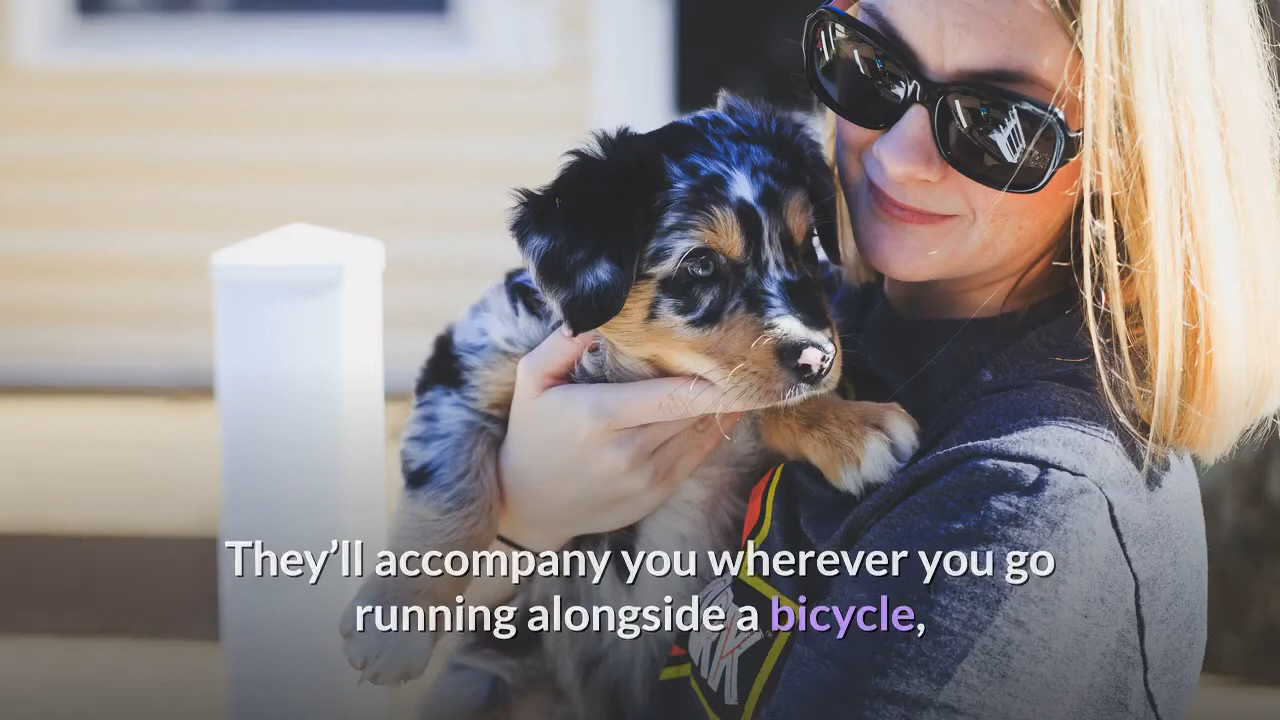 They’ll accompany you wherever you go
running alongside a bicycle,